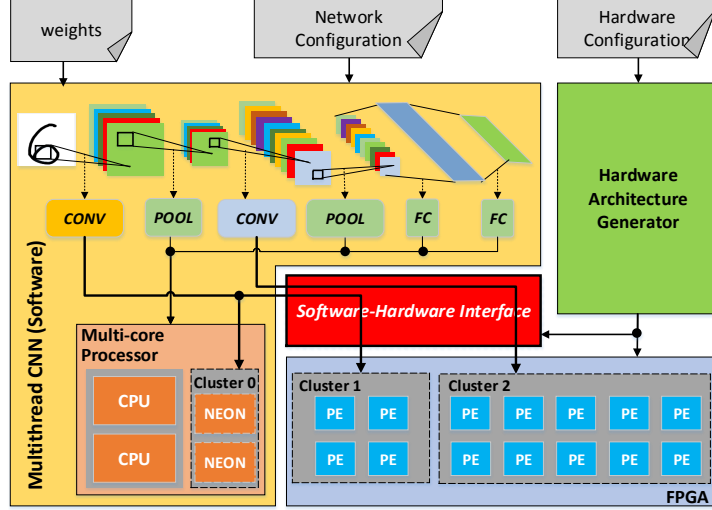 weights
Network
Configuration
Hardware
Configuration
6
CONV
POOL
CONV
POOL
FC
FC
Hardware
Architecture
Generator
Multithread CNN (Software)
Software-Hardware Interface
Multi-core
Processor
CPU
CPU
Cluster 0
NEON
NEON
Cluster 1
PE PE
PE PE
Cluster 2
PE PE PE PE PE
PE PE PE PE PE
FPGA